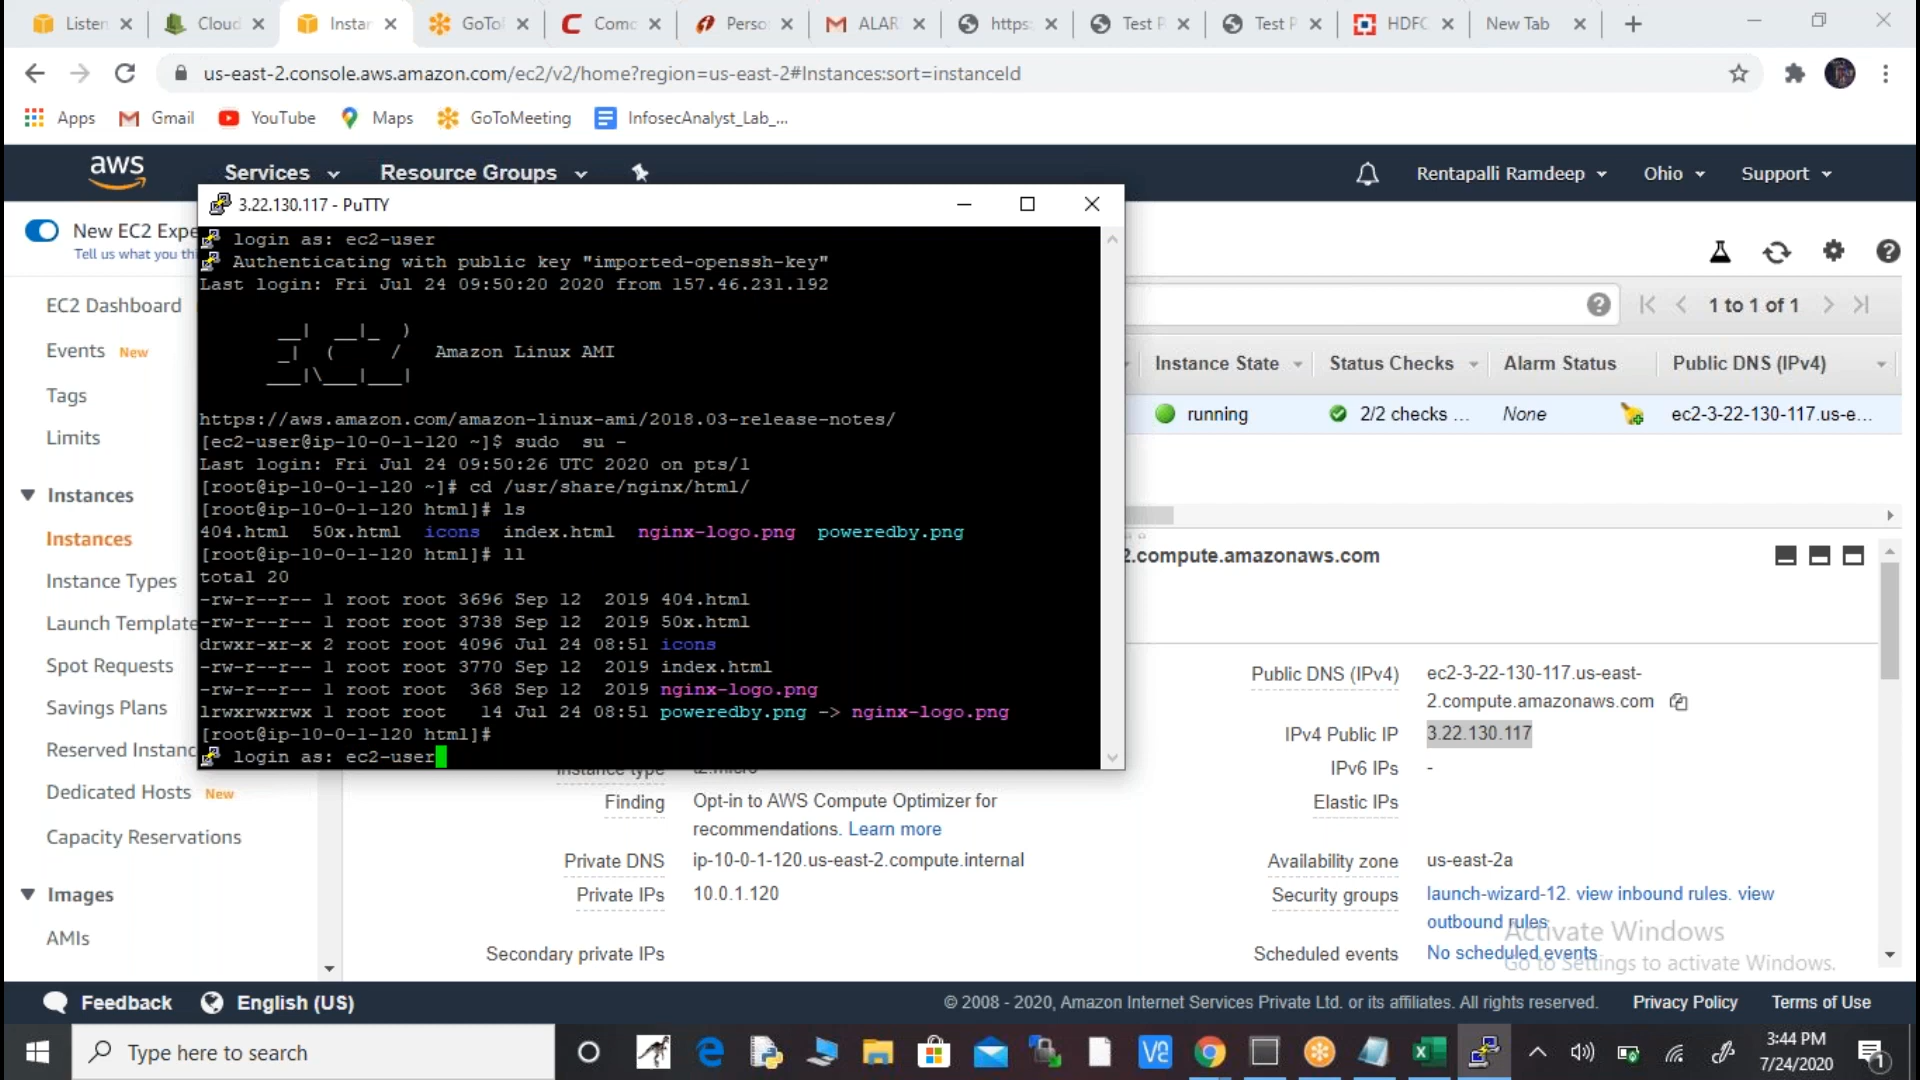 Listen
Cloud
Instar
GoTo
Como
Perso
ALAR
https:
Test P
Test P
HDFC
New Tab
us-east-2.console.aws.amazon.com/ec2/v2/home?region=us-east-2#Instances:sort=instanceId
Apps
Gmail
YouTube
Maps
GoToMeeting
InfosecAnalyst_Lab_...
aws
Services
Resource Groups
Rentapalli Ramdeep
Ohio
Support
New EC2 Expe
Tell us what you th
EC2 Dashboard
Events New
Tags
Limits
Instances
Instances
Instance Types
Launch Template
Spot Requests
Savings Plans
Reserved Instanc
Dedicated Hosts New
Capacity Reservations
Images
AMIs
3.22.130.117 - PuTTY
login as: ec2-user
Authenticating with public key "imported-openssh-key"
Last login: Fri Jul 24 09:50:20 2020 from 157.46.231.192
__|  __|_  )
_|  (     /   Amazon Linux AMI
___|\___|___|
https://aws.amazon.com/amazon-linux-ami/2018.03-release-notes/
[ec2-user@ip-10-0-1-120 ~]$ sudo  su -
Last login: Fri Jul 24 09:50:26 UTC 2020 on pts/1
[root@ip-10-0-1-120 ~]# cd /usr/share/nginx/html/
[root@ip-10-0-1-120 html]# ls
404.html  50x.html  icons  index.html  nginx-logo.png  poweredby.png
[root@ip-10-0-1-120 html]# ll
total 20
-rw-r--r-- 1 root root 3696 Sep 12  2019 404.html
-rw-r--r-- 1 root root 3738 Sep 12  2019 50x.html
drwxr-xr-x 2 root root 4096 Jul 24 08:51 icons
-rw-r--r-- 1 root root 3770 Sep 12  2019 index.html
-rw-r--r-- 1 root root  368 Sep 12  2019 nginx-logo.png
lrwxrwxrwx 1 root root   14 Jul 24 08:51 poweredby.png -> nginx-logo.png
[root@ip-10-0-1-120 html]#
login as: ec2-user
1 to 1 of 1
Instance State
Status Checks
Alarm Status
Public DNS (IPv4)
running
2/2 checks ...
None
ec2-3-22-130-117.us-e...
2.compute.amazonaws.com
Instance type t2.micro
Finding Opt-in to AWS Compute Optimizer for
recommendations. Learn more
Private DNS ip-10-0-1-120.us-east-2.compute.internal
Private IPs 10.0.1.120
Secondary private IPs
Public DNS (IPv4) ec2-3-22-130-117.us-east-
2.compute.amazonaws.com
IPv4 Public IP 3.22.130.117
IPv6 IPs -
Elastic IPs
Availability zone us-east-2a
Security groups launch-wizard-12. view inbound rules. view
outbound rules
Scheduled events No scheduled events
Activate Windows
Go to Settings to activate Windows.
Feedback
English (US)
© 2008 - 2020, Amazon Internet Services Private Ltd. or its affiliates. All rights reserved.
Privacy Policy
Terms of Use
Type here to search
3:44 PM
7/24/2020
1